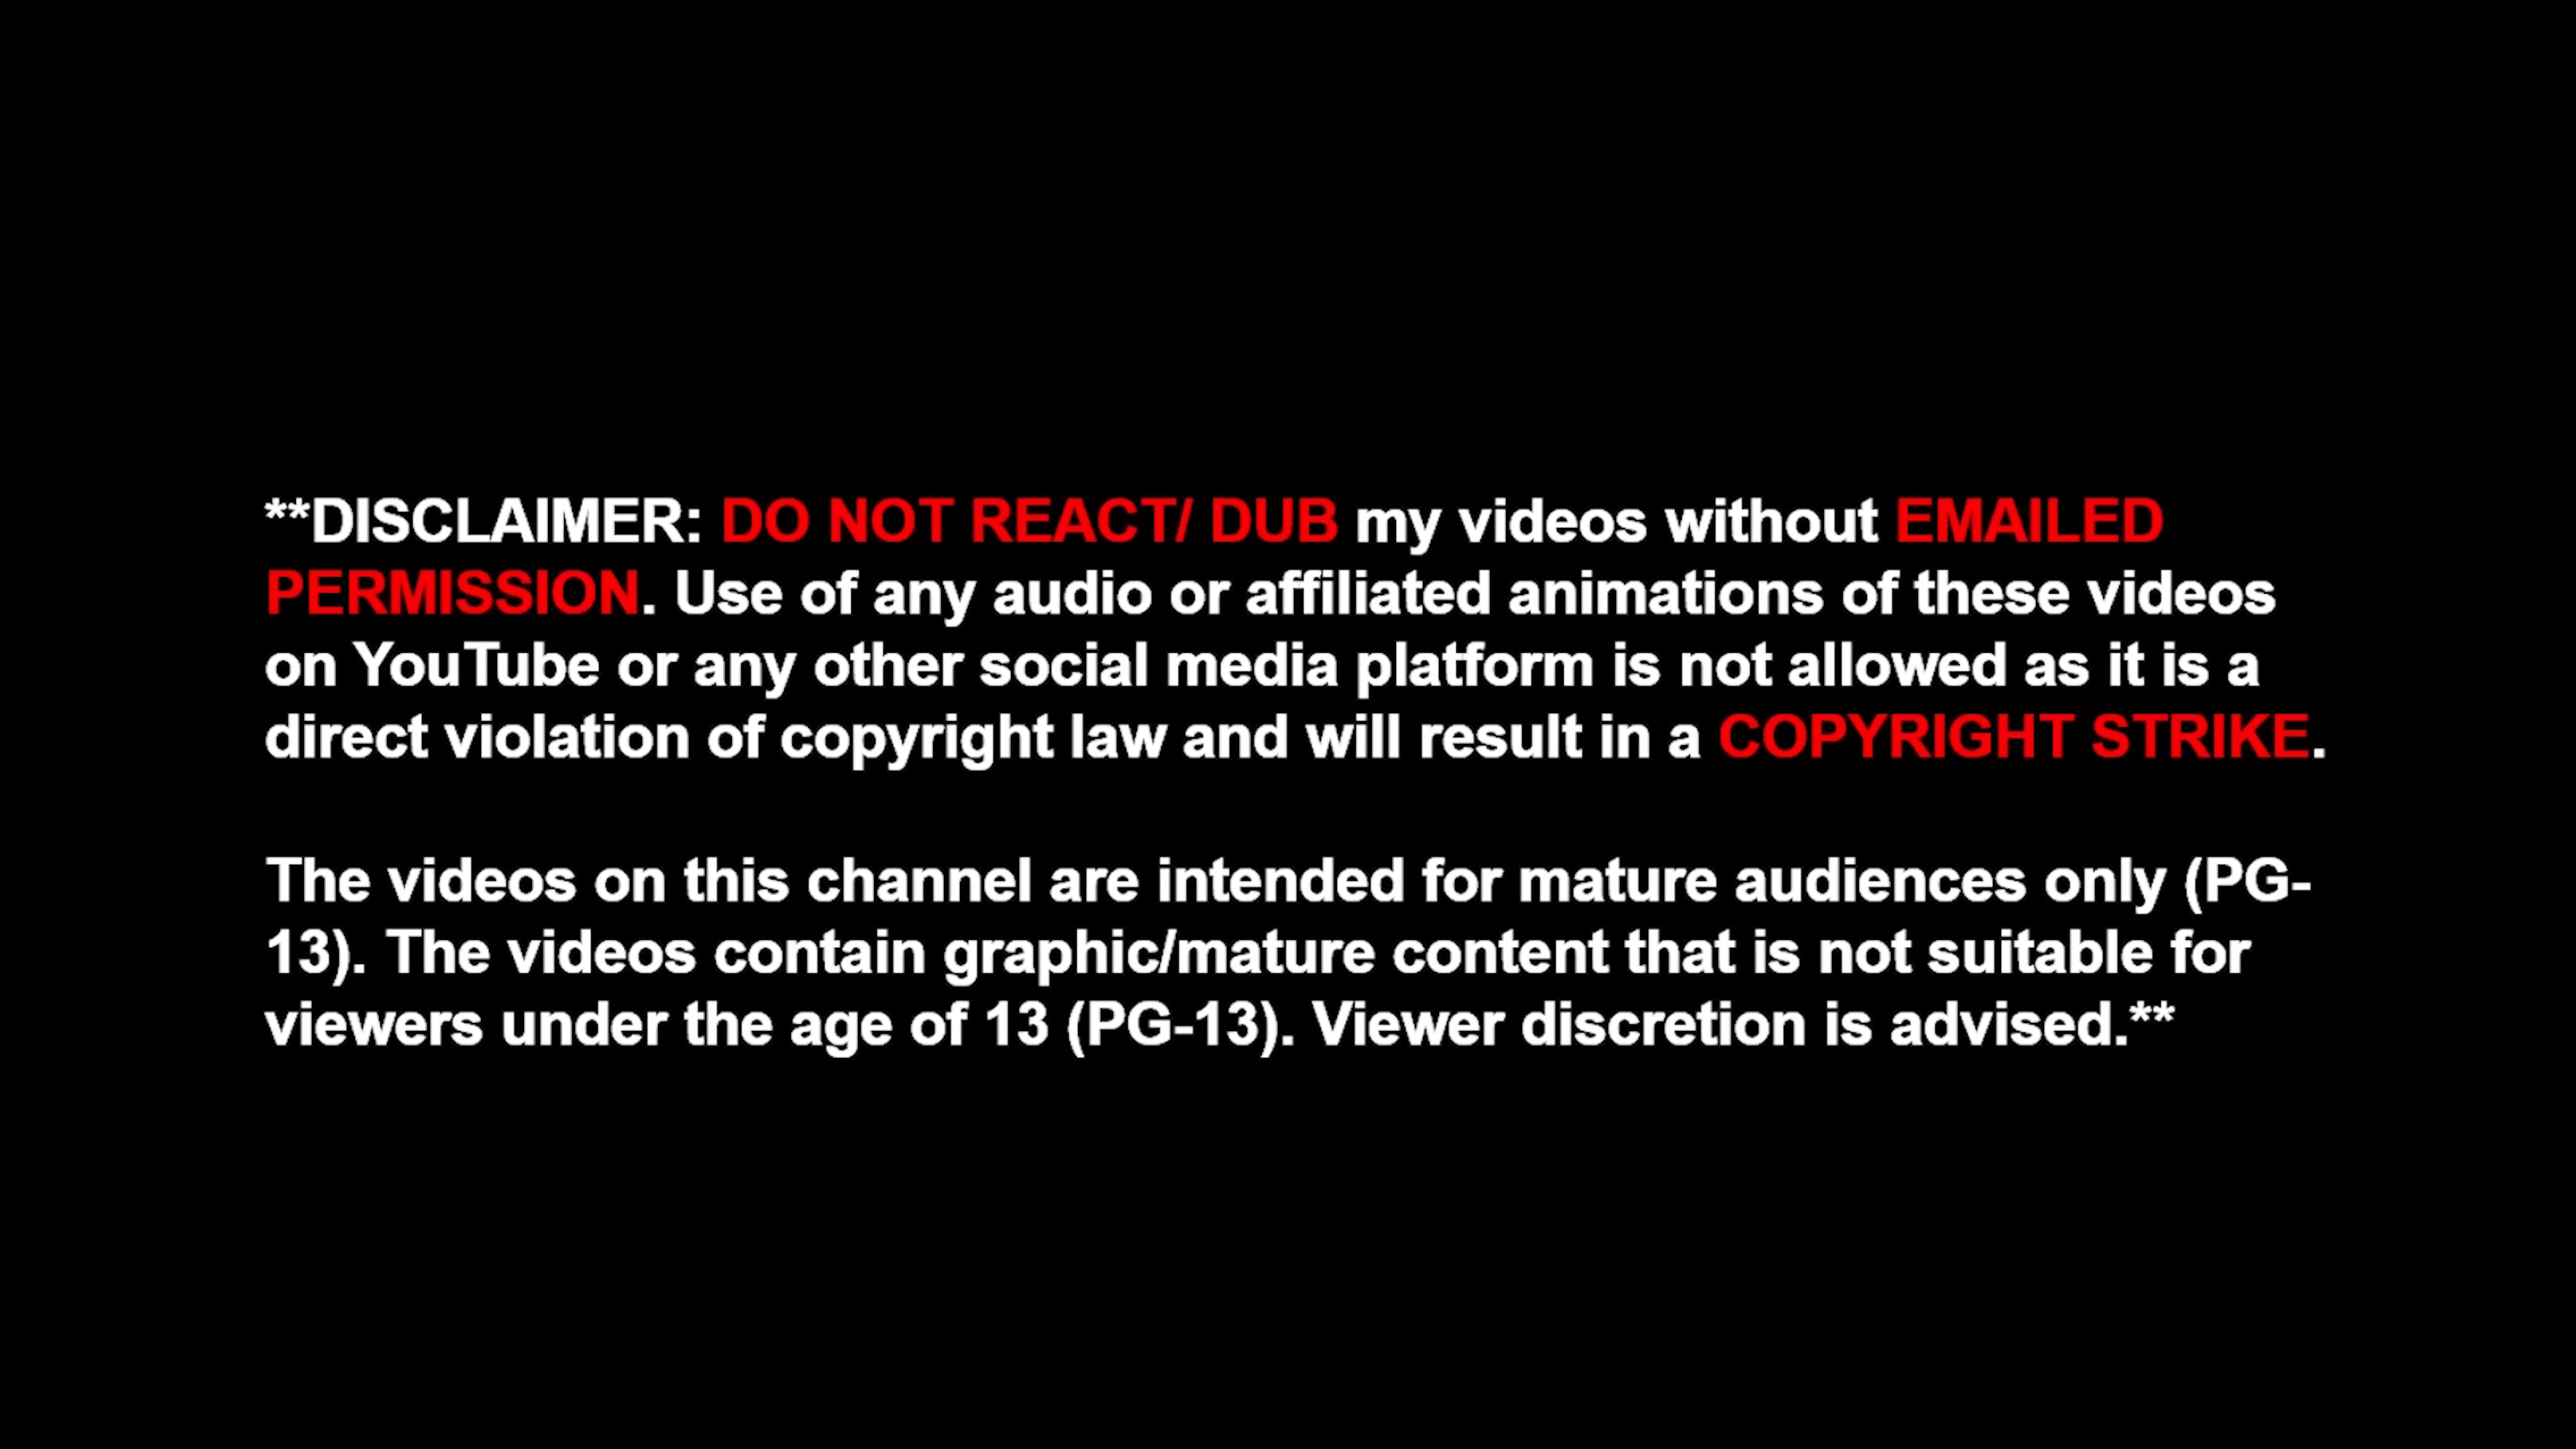 **DISCLAIMER: DO NOT REACT/ DUB my videos without EMAILED
PERMISSION. Use of any audio or affiliated animations of these videos
on YouTube or any other social media platform is not allowed as it is a
direct violation of copyright law and will result in a COPYRIGHT STRIKE.
The videos on this channel are intended for mature audiences only (PG-
13). The videos contain graphic/mature content that is not suitable for
viewers under the age of 13 (PG-13). Viewer discretion is advised.**